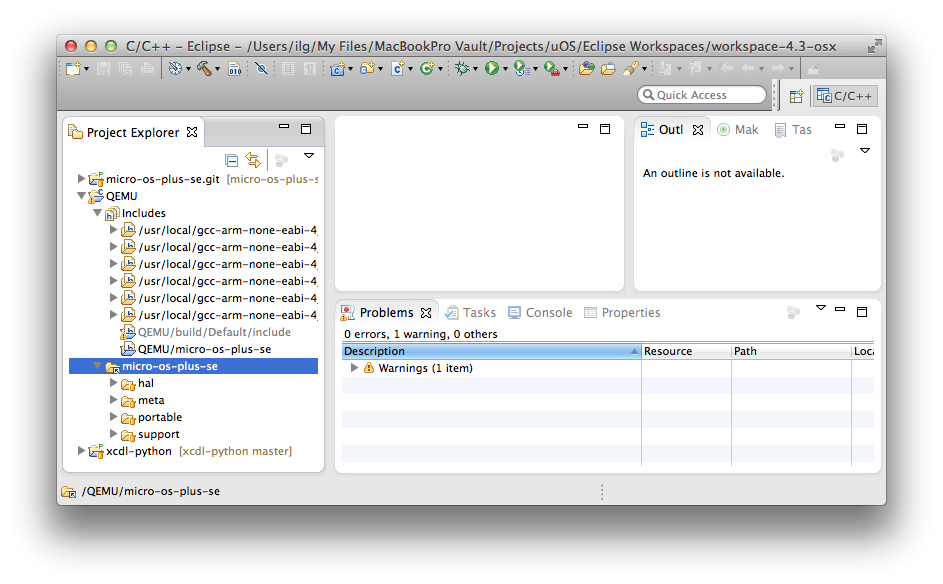 C/C++ – Eclipse – /Users/ilg/My Files/MacBookPro Vault/Projects/uOS/Eclipse Workspaces/workspace-4.3-osx
Quick Access
C/C++
Project Explorer
micro-os-plus-se.git [micro-os-plus-s
QEMU
Includes
/usr/local/gcc-arm-none-eabi-4
/usr/local/gcc-arm-none-eabi-4
/usr/local/gcc-arm-none-eabi-4
/usr/local/gcc-arm-none-eabi-4
/usr/local/gcc-arm-none-eabi-4
/usr/local/gcc-arm-none-eabi-4
QEMU/build/Default/include
QEMU/micro-os-plus-se
micro-os-plus-se
hal
meta
portable
support
xcdl-python [xcdl-python master]
Outl Mak Tas
An outline is not available.
Problems Tasks Console Properties
0 errors, 1 warning, 0 others
Description Resource Path Loca
Warnings (1 item)
/QEMU/micro-os-plus-se